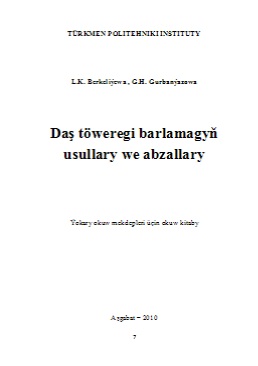 TÜRKMEN POLITEHNIKI INSTITUTY
L.K. Berkeliýewa , G.H. Gurbanýazowa
Daş töweregi barlamagyň
usullary we abzallary
Ýokary okuw mekdepleri üçin okuw kitaby
Aşgabat – 2010
7